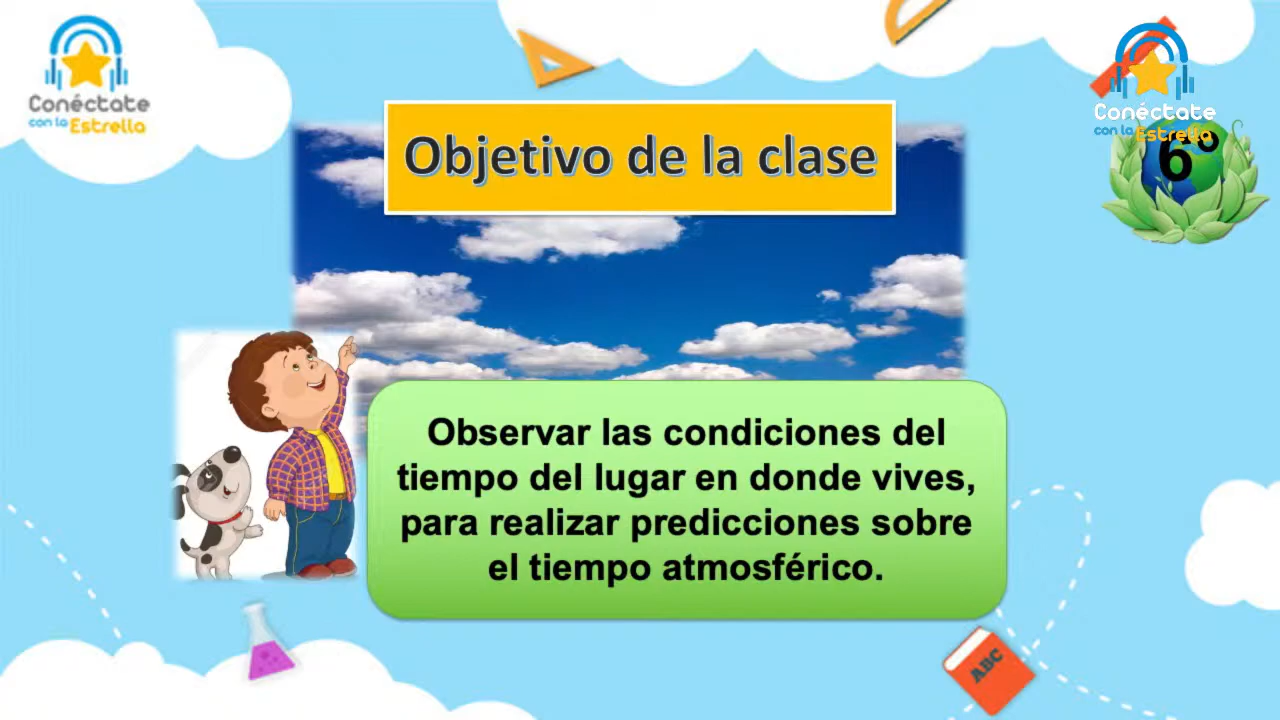 Conéctate
con la Estrella
Objetivo de la clase
Conéctate
con la Estrella
6º
Observar las condiciones del
tiempo del lugar en donde vives,
para realizar predicciones sobre
el tiempo atmosférico.
ABC